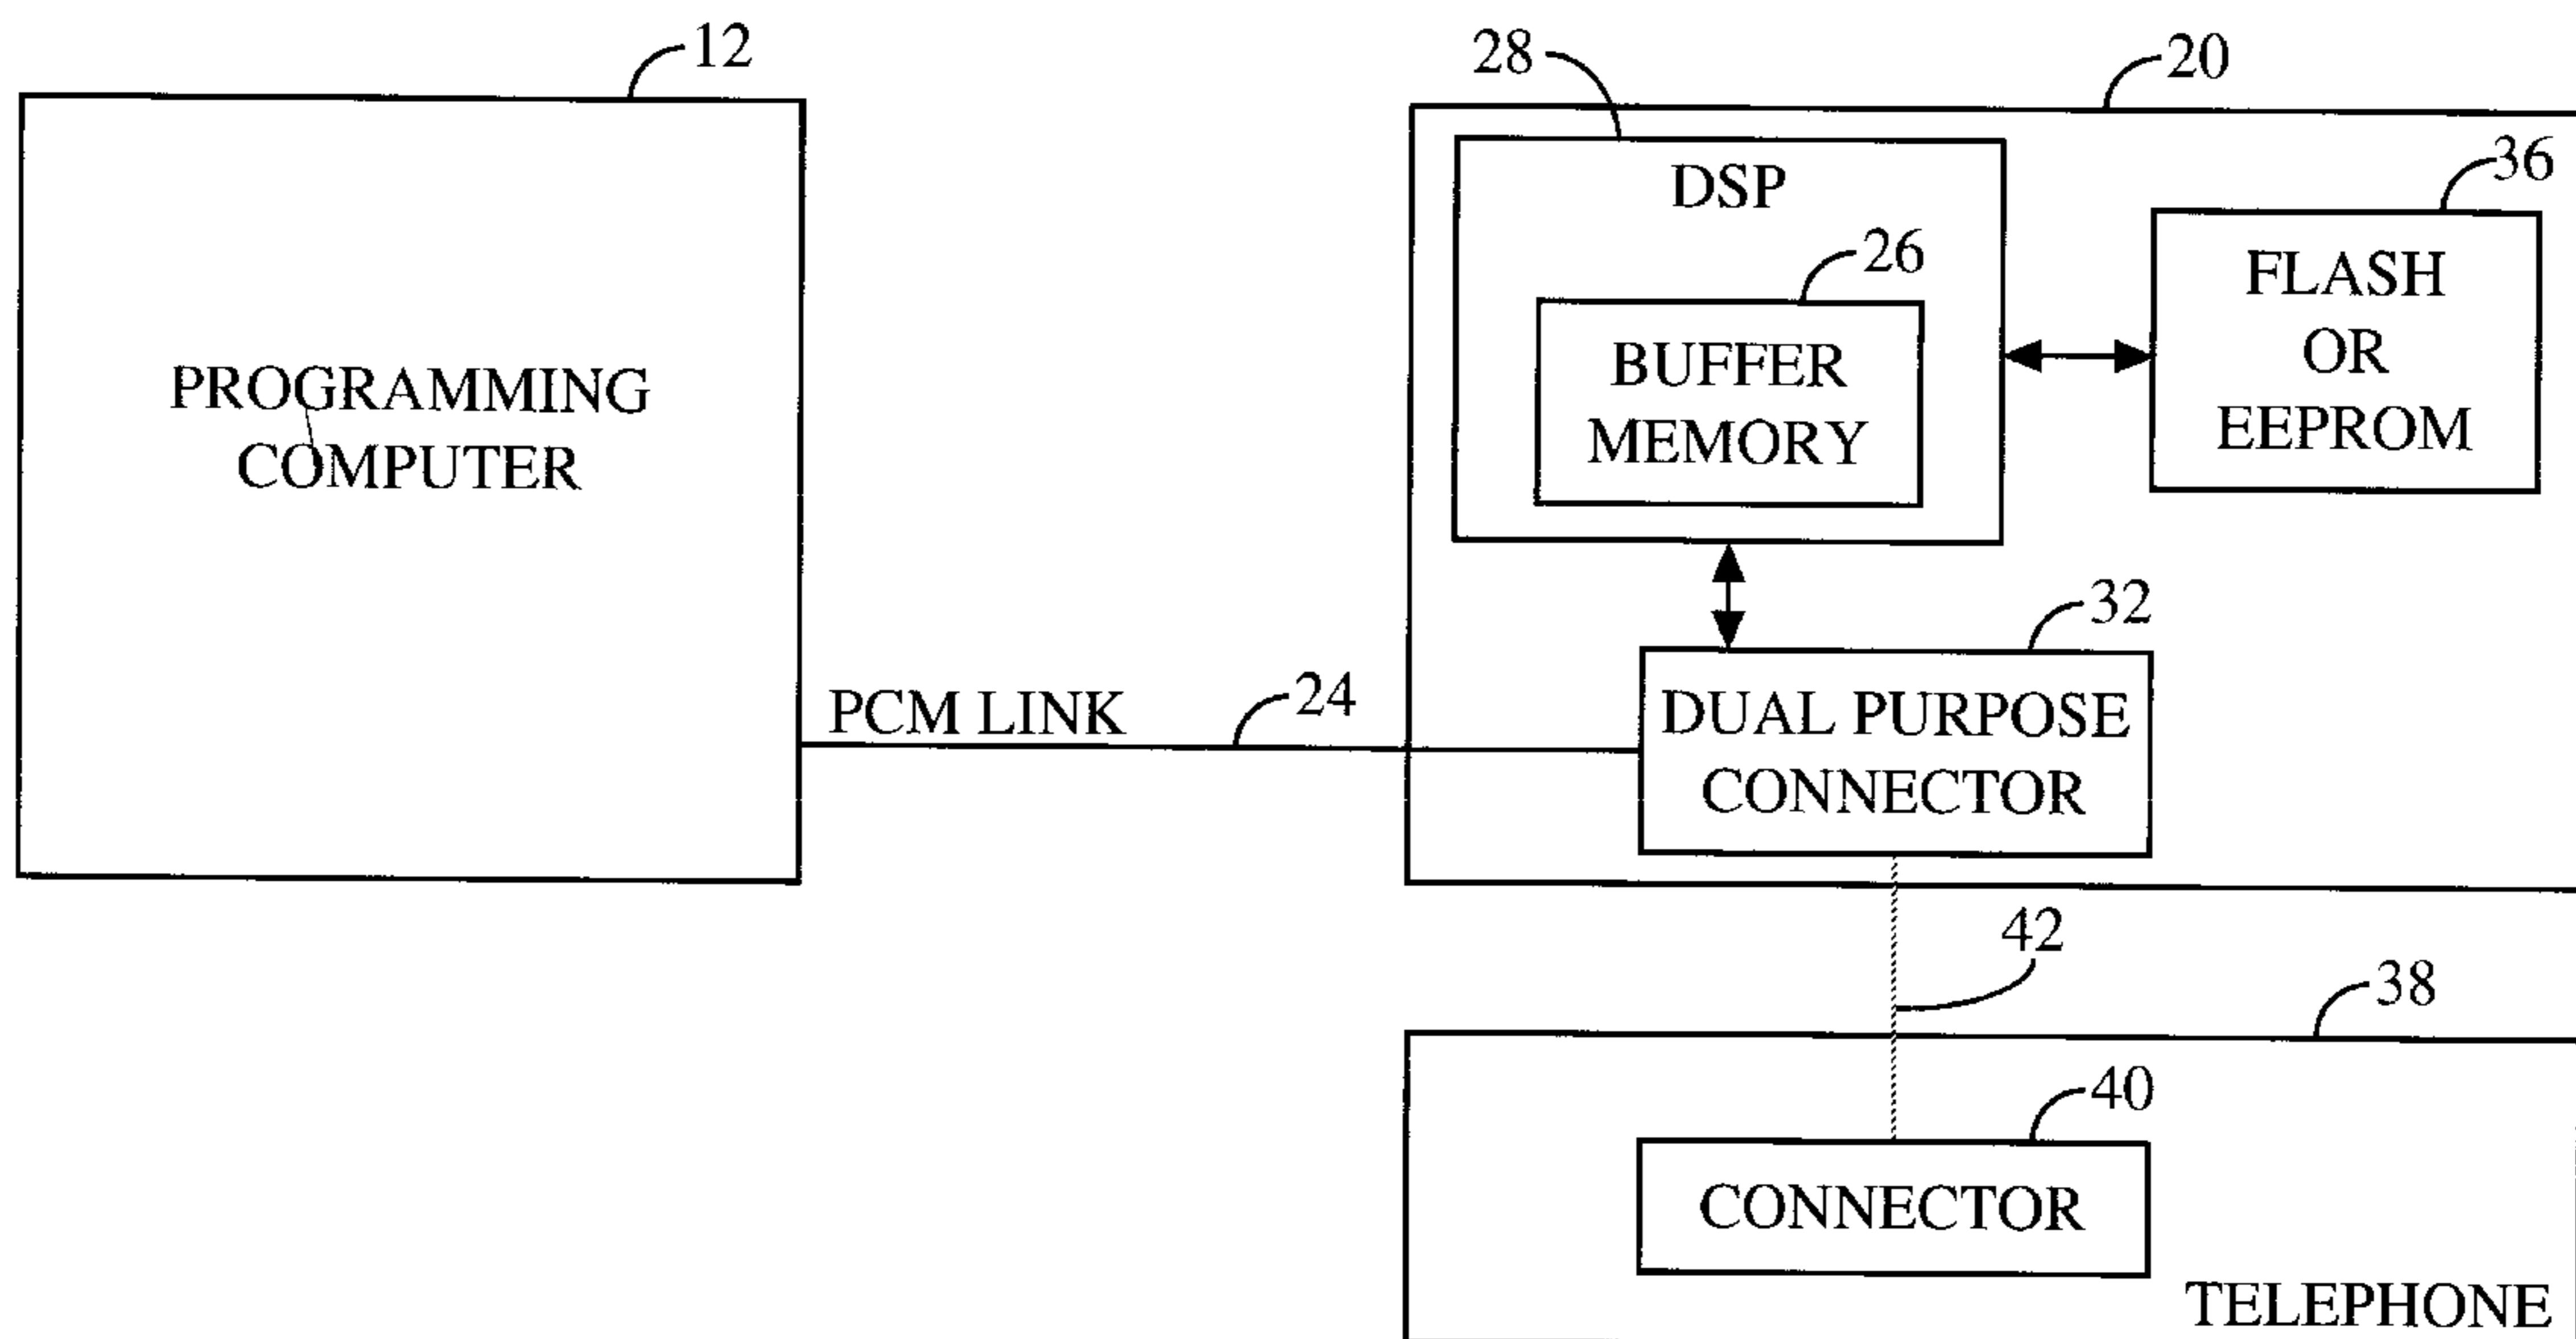 12
28
20
36
DSP
26
FLASH
OR
EEPROM
BUFFER
MEMORY
PROGRAMMING
COMPUTER
32
PCM LINK
24
DUAL PURPOSE
CONNECTOR
42
38
40
CONNECTOR
TELEPHONE